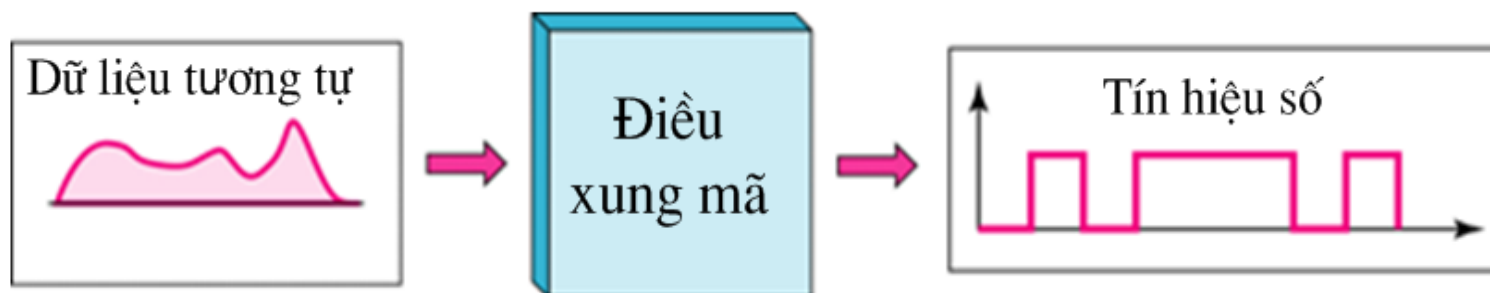 Dữ liệu tương tự
Điều
xung mã
Tín hiệu số